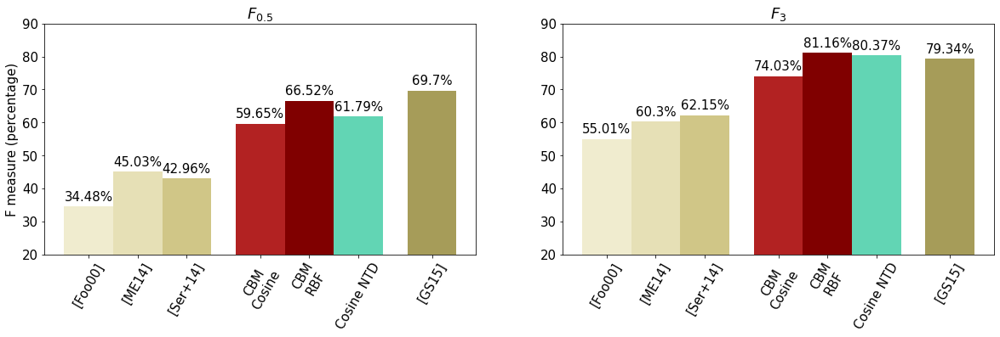 F0.5
F measure (percentage)
90
80
70
60
50
40
30
20
34.48%
45.03%
42.96%
59.65%
66.52%
61.79%
69.7%
[Foo00]
[ME14]
[Ser+14]
CBM
Cosine
CBM
RBF
Cosine NTD
[GS15]
F3
90
80
70
60
50
40
30
20
55.01%
60.3%
62.15%
74.03%
81.16%
80.37%
79.34%
[Foo00]
[ME14]
[Ser+14]
CBM
Cosine
CBM
RBF
Cosine NTD
[GS15]